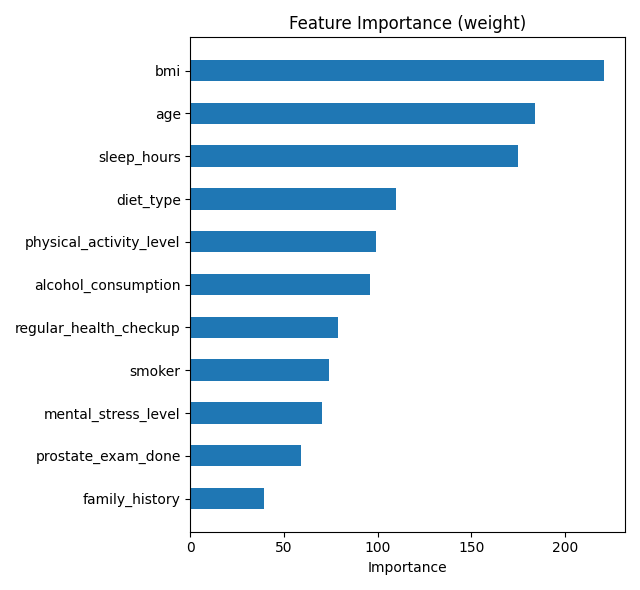 Feature Importance (weight)
bmi
age
sleep_hours
diet_type
physical_activity_level
alcohol_consumption
regular_health_checkup
smoker
mental_stress_level
prostate_exam_done
family_history
0 50 100 150 200
Importance